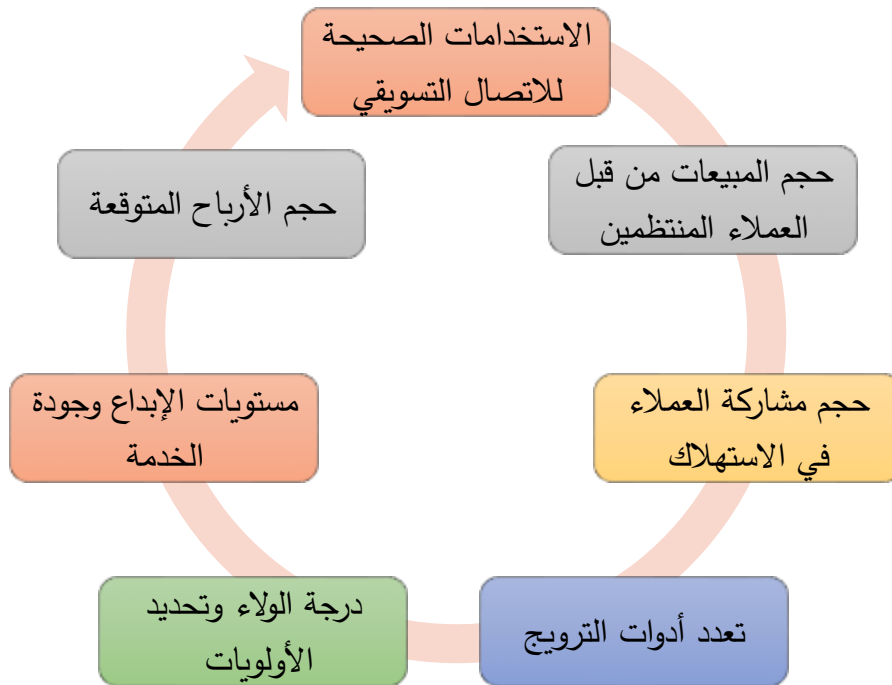 الاستخدامات الصحيحة
للاتصال التسويقي
حجم المبيعات من قبل
العملاء المنتظمين
حجم مشاركة العملاء
في الاستهلاك
تعدد أدوات الترويج
درجة الولاء وتحديد
الأولويات
مستويات الإبداع وجودة
الخدمة
حجم الأرباح المتوقعة